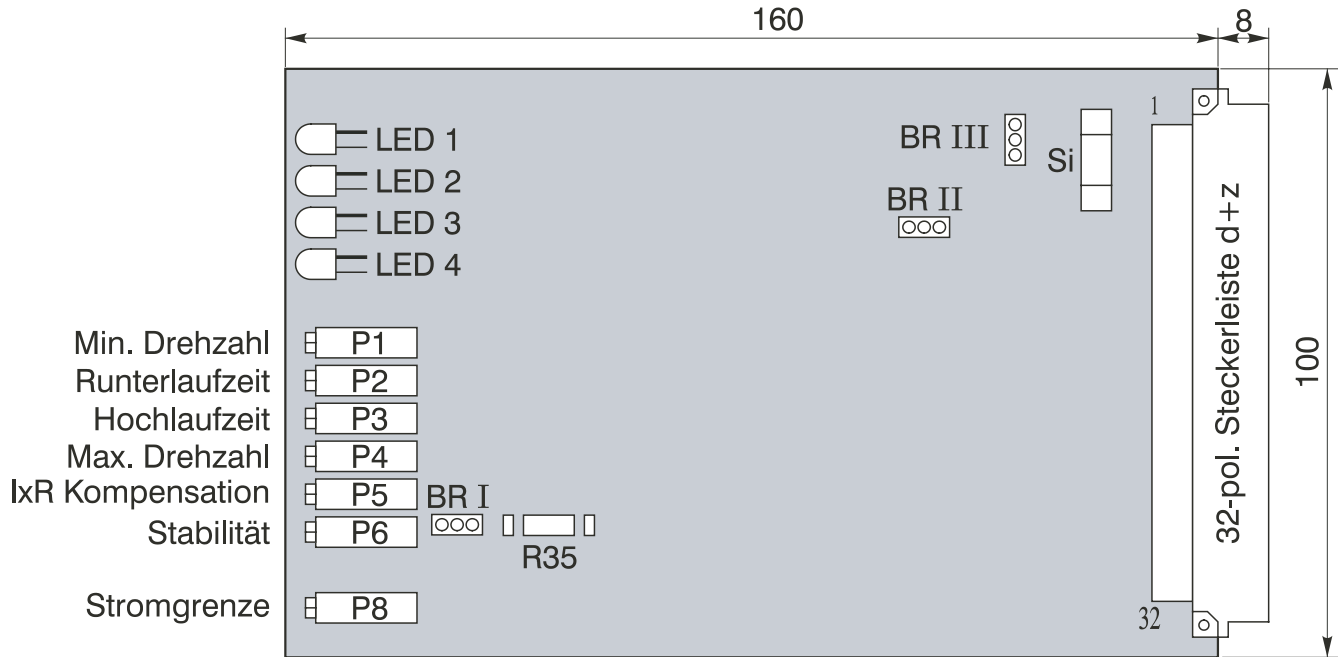 160
8
LED 1
LED 2
LED 3
LED 4
BR III
Si
1
BR II
32-pol. Steckerleiste d+z
100
Min. Drehzahl P1
Runterlaufzeit P2
Hochlaufzeit P3
Max. Drehzahl P4
IxR Kompensation P5
BR I
Stabilität P6
R35
Stromgrenze P8
32